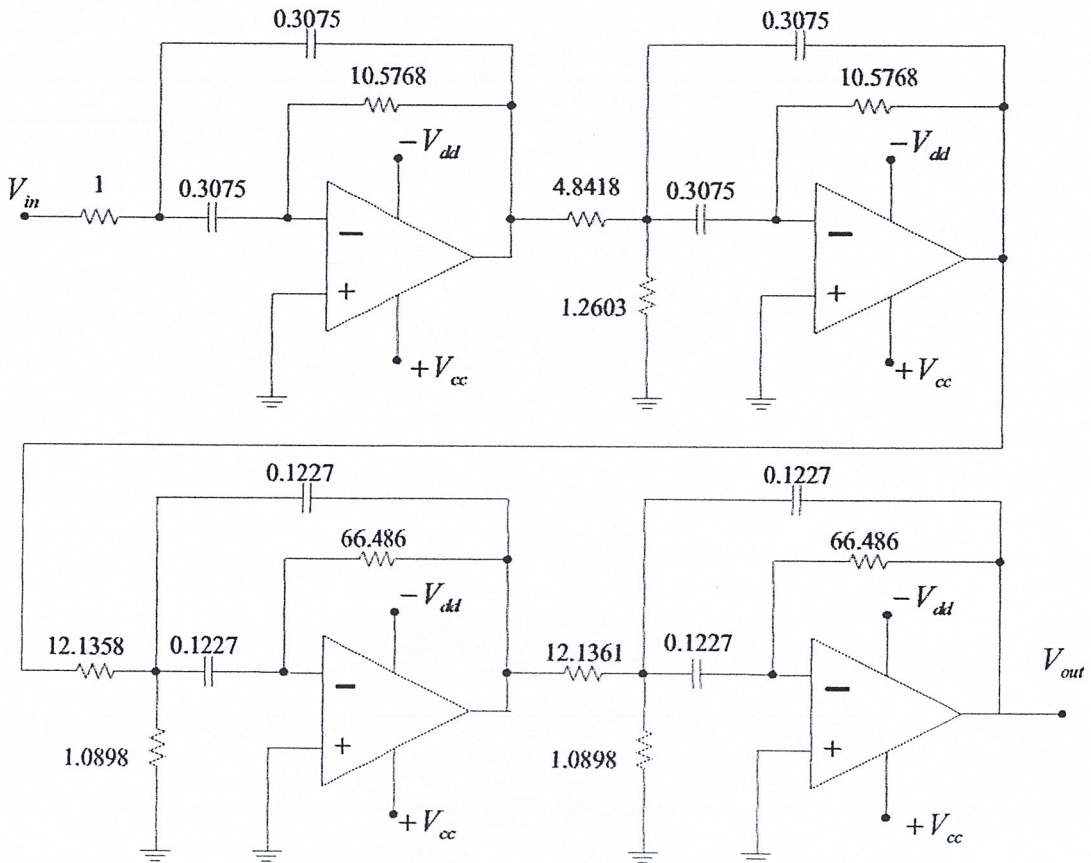 0.3075
0.3075
10.5768
10.5768
−V_dd
−V_dd
V_in
1
0.3075
4.8418
0.3075
−
−
+
1.2603
+
+V_cc
+V_cc
0.1227
0.1227
66.486
66.486
−V_dd
−V_dd
12.1358
0.1227
12.1361
0.1227
V_out
−
−
1.0898
+
1.0898
+
+V_cc
+V_cc